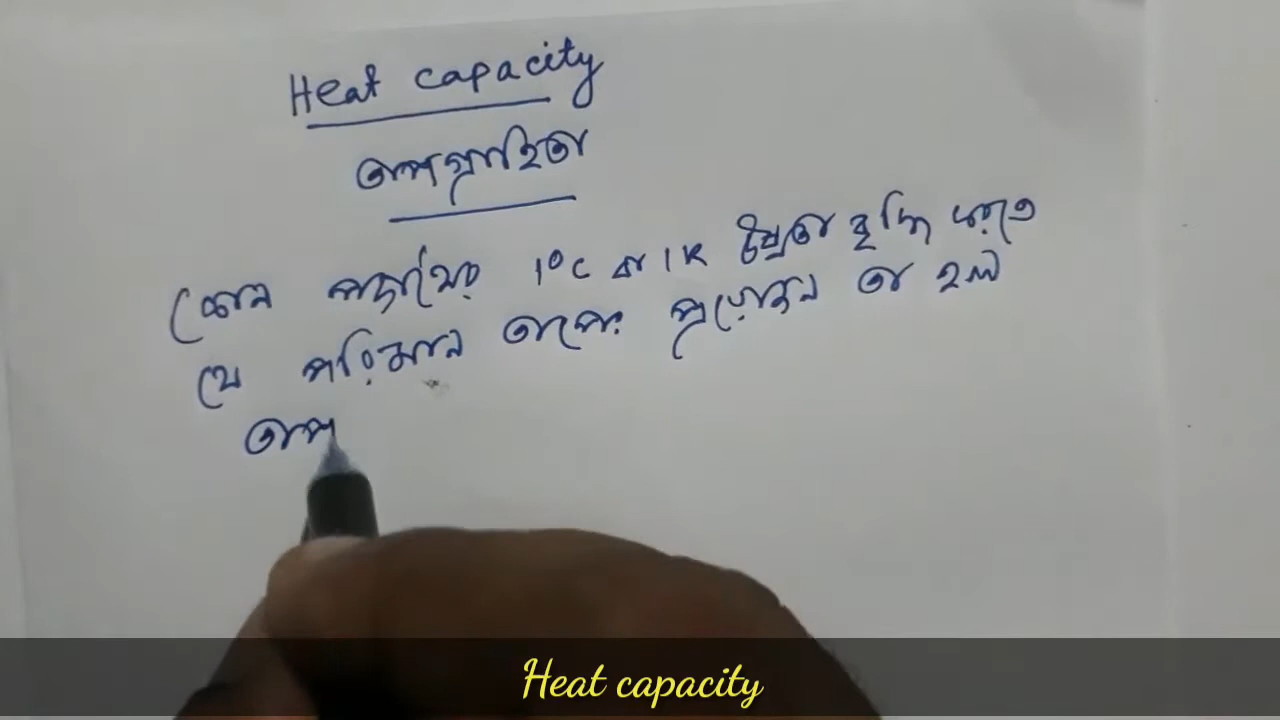 Heat capacity
তাপগ্রাহিতা
কোন পদার্থের 1°C বা 1K উষ্ণতা বৃদ্ধি করতে
যে পরিমান তাপের প্রয়োজন তা হল
তাপ
Heat capacity